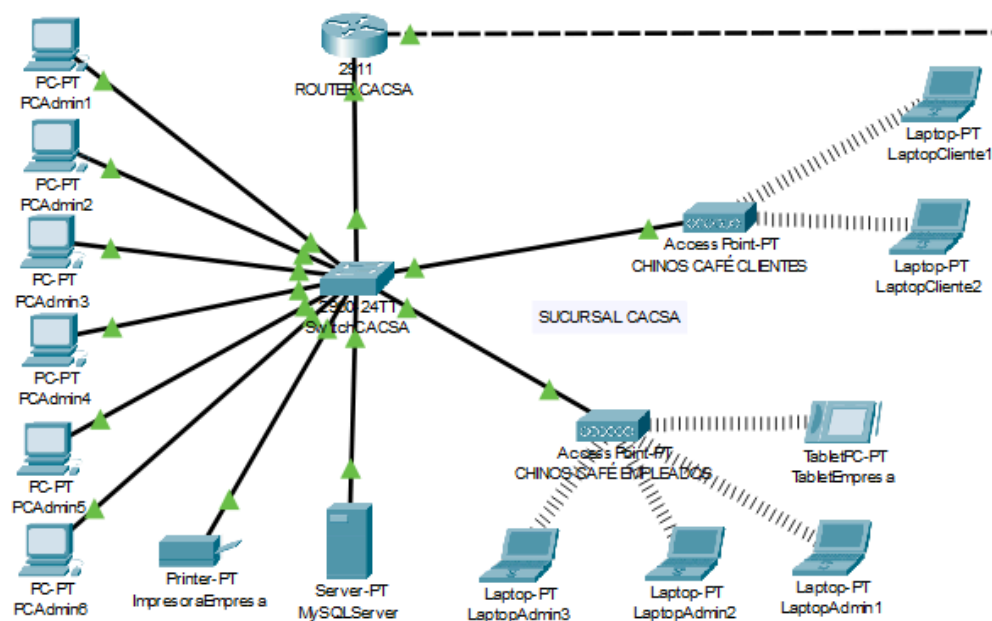 2911
ROUTER CACSA
PC-PT
PCAdmin1
PC-PT
PCAdmin2
PC-PT
PCAdmin3
PC-PT
PCAdmin4
PC-PT
PCAdmin5
PC-PT
PCAdmin6
Printer-PT
ImpresoraEmpresa
Server-PT
MySQLServer
2960-24TT
SwitchCACSA
Access Point-PT
CHINOS CAFÉ CLIENTES
Laptop-PT
LaptopCliente1
Laptop-PT
LaptopCliente2
SUCURSAL CACSA
Access Point-PT
CHINOS CAFÉ EMPLEADOS
TabletPC-PT
TabletEmpresa
Laptop-PT
LaptopAdmin3
Laptop-PT
LaptopAdmin2
Laptop-PT
LaptopAdmin1